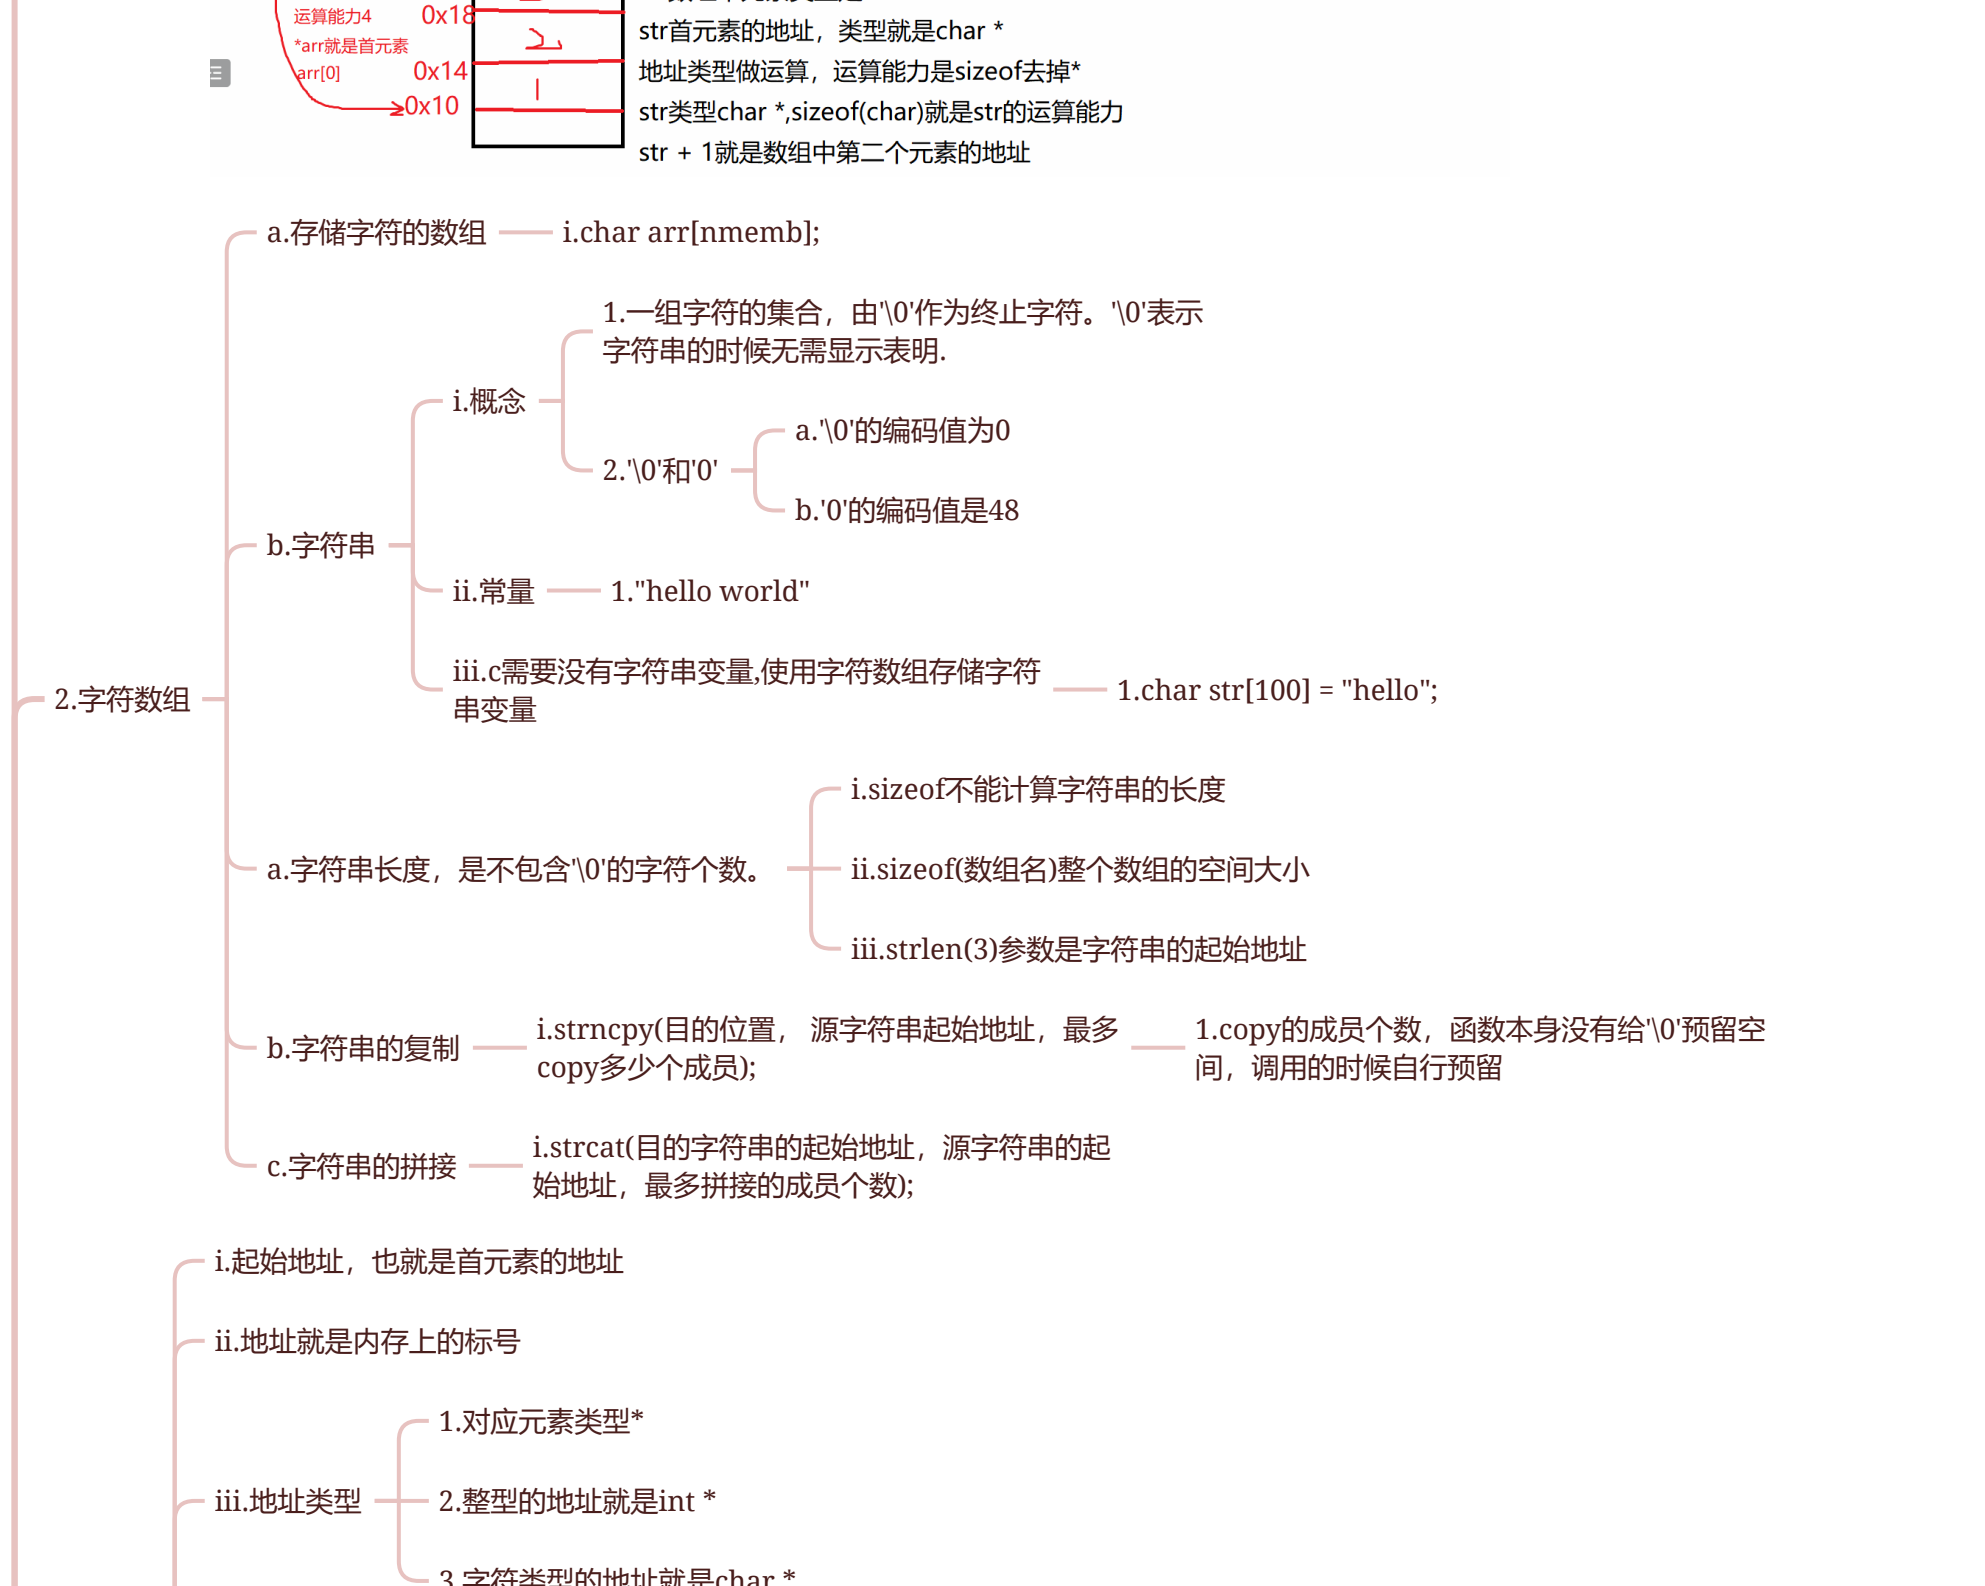 运算能力4
0x18
*arr就是首元素
arr[0]
0x14
0x10
2
1
str首元素的地址，类型就是char *
地址类型做运算，运算能力是sizeof去掉*
str类型char *,sizeof(char)就是str的运算能力
str + 1就是数组中第二个元素的地址
2.字符数组
a.存储字符的数组
i.char arr[nmemb];
b.字符串
i.概念
1.一组字符的集合，由'\0'作为终止字符。'\0'表示
字符串的时候无需显示表明.
2.'\0'和'0'
a.'\0'的编码值为0
b.'0'的编码值是48
ii.常量
1."hello world"
iii.c需要没有字符串变量,使用字符数组存储字符
串变量
1.char str[100] = "hello";
a.字符串长度，是不包含'\0'的字符个数。
i.sizeof不能计算字符串的长度
ii.sizeof(数组名)整个数组的空间大小
iii.strlen(3)参数是字符串的起始地址
b.字符串的复制
i.strncpy(目的位置， 源字符串起始地址，最多
copy多少个成员);
1.copy的成员个数，函数本身没有给'\0'预留空
间，调用的时候自行预留
c.字符串的拼接
i.strcat(目的字符串的起始地址，源字符串的起
始地址，最多拼接的成员个数);
i.起始地址，也就是首元素的地址
ii.地址就是内存上的标号
iii.地址类型
1.对应元素类型*
2.整型的地址就是int *
3.字符类型的地址就是char *